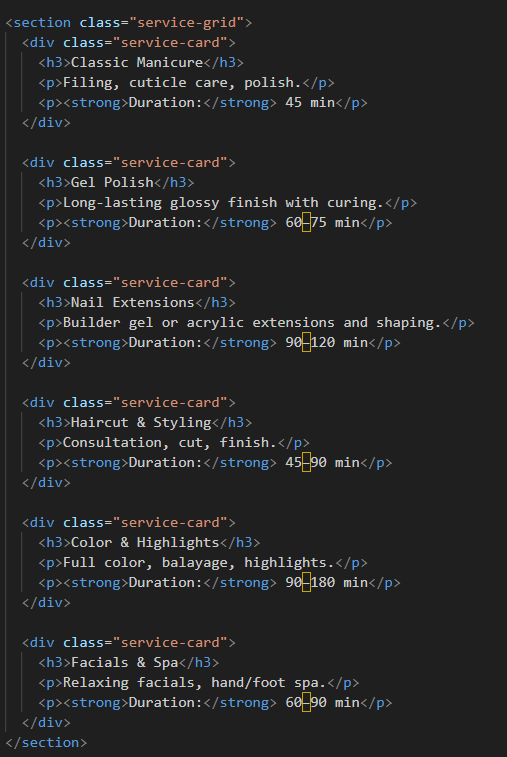 <section class="service-grid">
  <div class="service-card">
    <h3>Classic Manicure</h3>
    <p>Filing, cuticle care, polish.</p>
    <p><strong>Duration:</strong> 45 min</p>
  </div>

  <div class="service-card">
    <h3>Gel Polish</h3>
    <p>Long-lasting glossy finish with curing.</p>
    <p><strong>Duration:</strong> 60–75 min</p>
  </div>

  <div class="service-card">
    <h3>Nail Extensions</h3>
    <p>Builder gel or acrylic extensions and shaping.</p>
    <p><strong>Duration:</strong> 90–120 min</p>
  </div>

  <div class="service-card">
    <h3>Haircut & Styling</h3>
    <p>Consultation, cut, finish.</p>
    <p><strong>Duration:</strong> 45–90 min</p>
  </div>

  <div class="service-card">
    <h3>Color & Highlights</h3>
    <p>Full color, balayage, highlights.</p>
    <p><strong>Duration:</strong> 90–180 min</p>
  </div>

  <div class="service-card">
    <h3>Facials & Spa</h3>
    <p>Relaxing facials, hand/foot spa.</p>
    <p><strong>Duration:</strong> 60–90 min</p>
  </div>
</section>